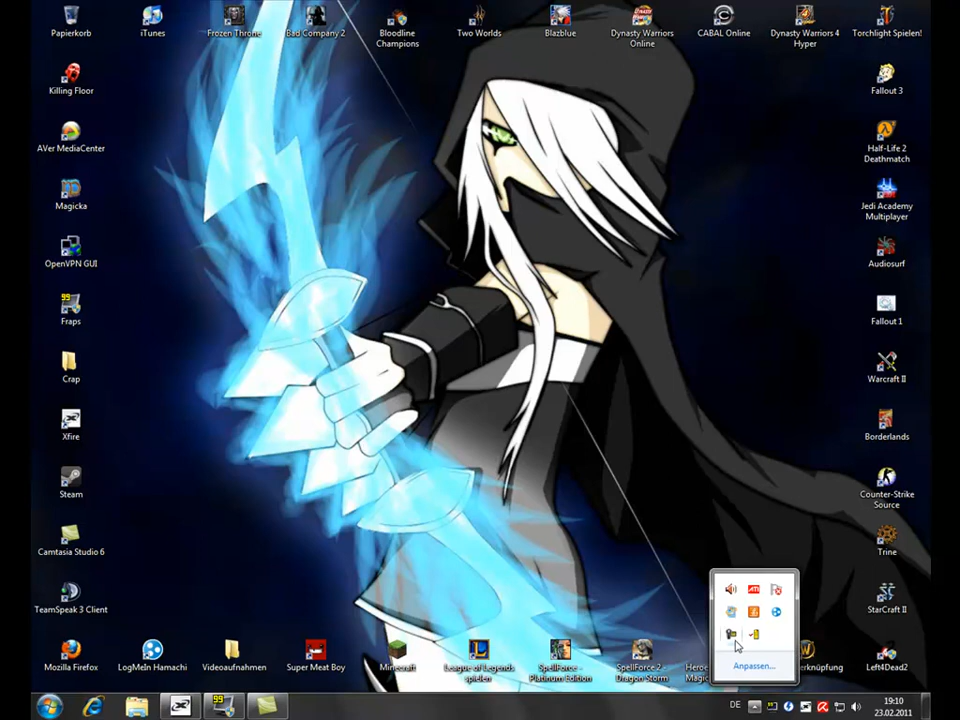 Papierkorb
iTunes
Frozen Throne
Bad Company 2
Bloodline
Champions
Two Worlds
Blazblue
Dynasty Warriors
Online
CABAL Online
Dynasty Warriors 4
Hyper
Torchlight Spielen!
Killing Floor
Fallout 3
AVer MediaCenter
Half-Life 2
Deathmatch
Magicka
Jedi Academy
Multiplayer
OpenVPN GUI
Audiosurf
99
Fraps
Fallout 1
Crap
Warcraft II
Xfire
Borderlands
Steam
Counter-Strike
Source
Camtasia Studio 6
Trine
TeamSpeak 3 Client
StarCraft II
ATI
Mozilla Firefox
LogMeIn Hamachi
Videoaufnahmen
Super Meat Boy
Minecraft
League of Legends
spielen
SpellForce -
Platinum Edition
SpellForce 2 -
Dragon Storm
Anpassen...
Left4Dead2
99
DE
19:10
23.02.2011